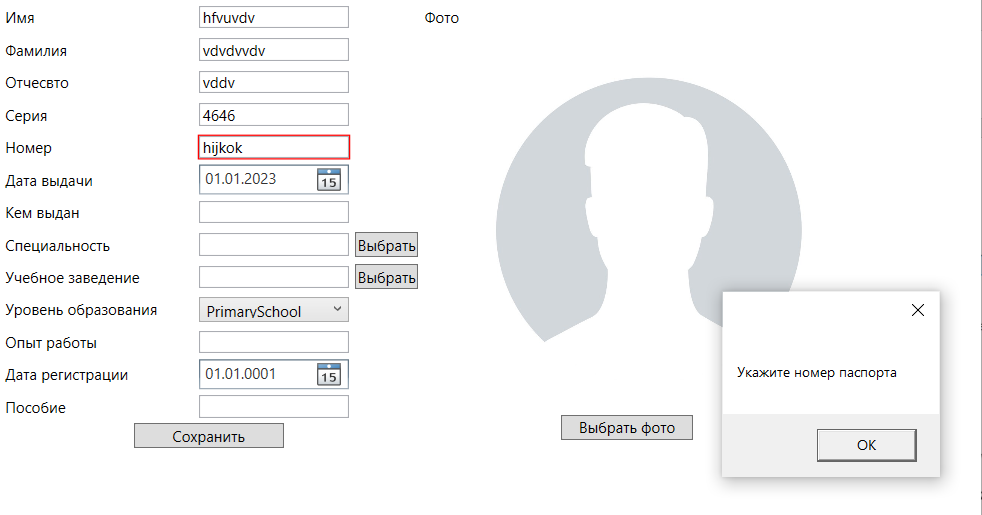 Имя hfvuvdv Фото
Фамилия vdvdvvdv
Отчесвто vddv
Серия 4646
Номер hijkok
Дата выдачи 01.01.2023 15
Кем выдан
Специальность Выбрать
Учебное заведение Выбрать
Уровень образования PrimarySchool
Опыт работы
Дата регистрации 01.01.0001 15
Пособие
Сохранить
Выбрать фото
Укажите номер паспорта
OK